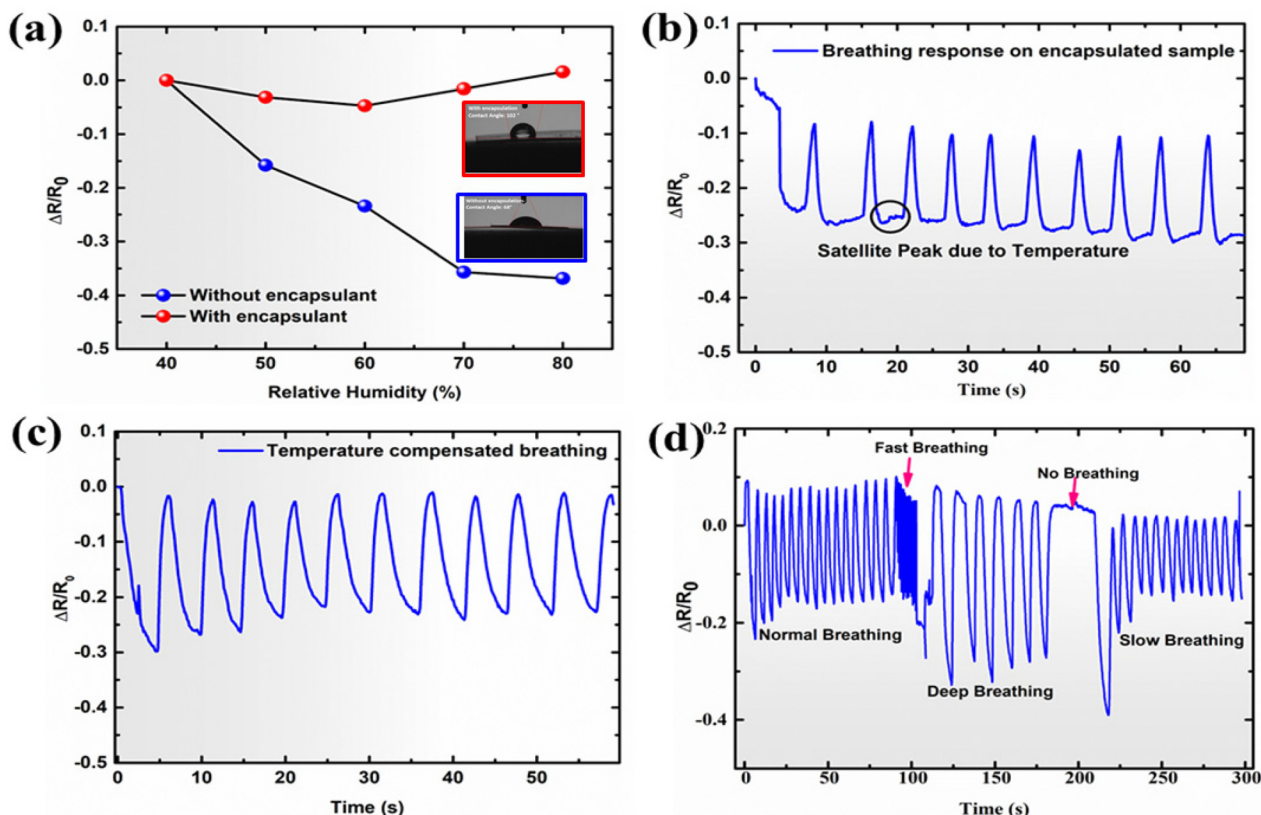 (a)
0.1
0.0
-0.1
-0.2
-0.3
-0.4
-0.5
ΔR/R0
With encapsulation
Contact Angle: 102 °
Without encapsulation
Contact Angle: 68°
Without encapsulant
With encapsulant
40 50 60 70 80
Relative Humidity (%)
(b)
0.1
0.0
-0.1
-0.2
-0.3
-0.4
-0.5
ΔR/R0
Breathing response on encapsulated sample
Satellite Peak due to Temperature
0 10 20 30 40 50 60
Time (s)
(c)
0.1
0.0
-0.1
-0.2
-0.3
-0.4
-0.5
ΔR/R0
Temperature compensated breathing
0 10 20 30 40 50
Time (s)
(d)
0.2
0.0
-0.2
-0.4
ΔR/R0
Fast Breathing
No Breathing
Normal Breathing
Slow Breathing
Deep Breathing
0 50 100 150 200 250 300
Time (s)